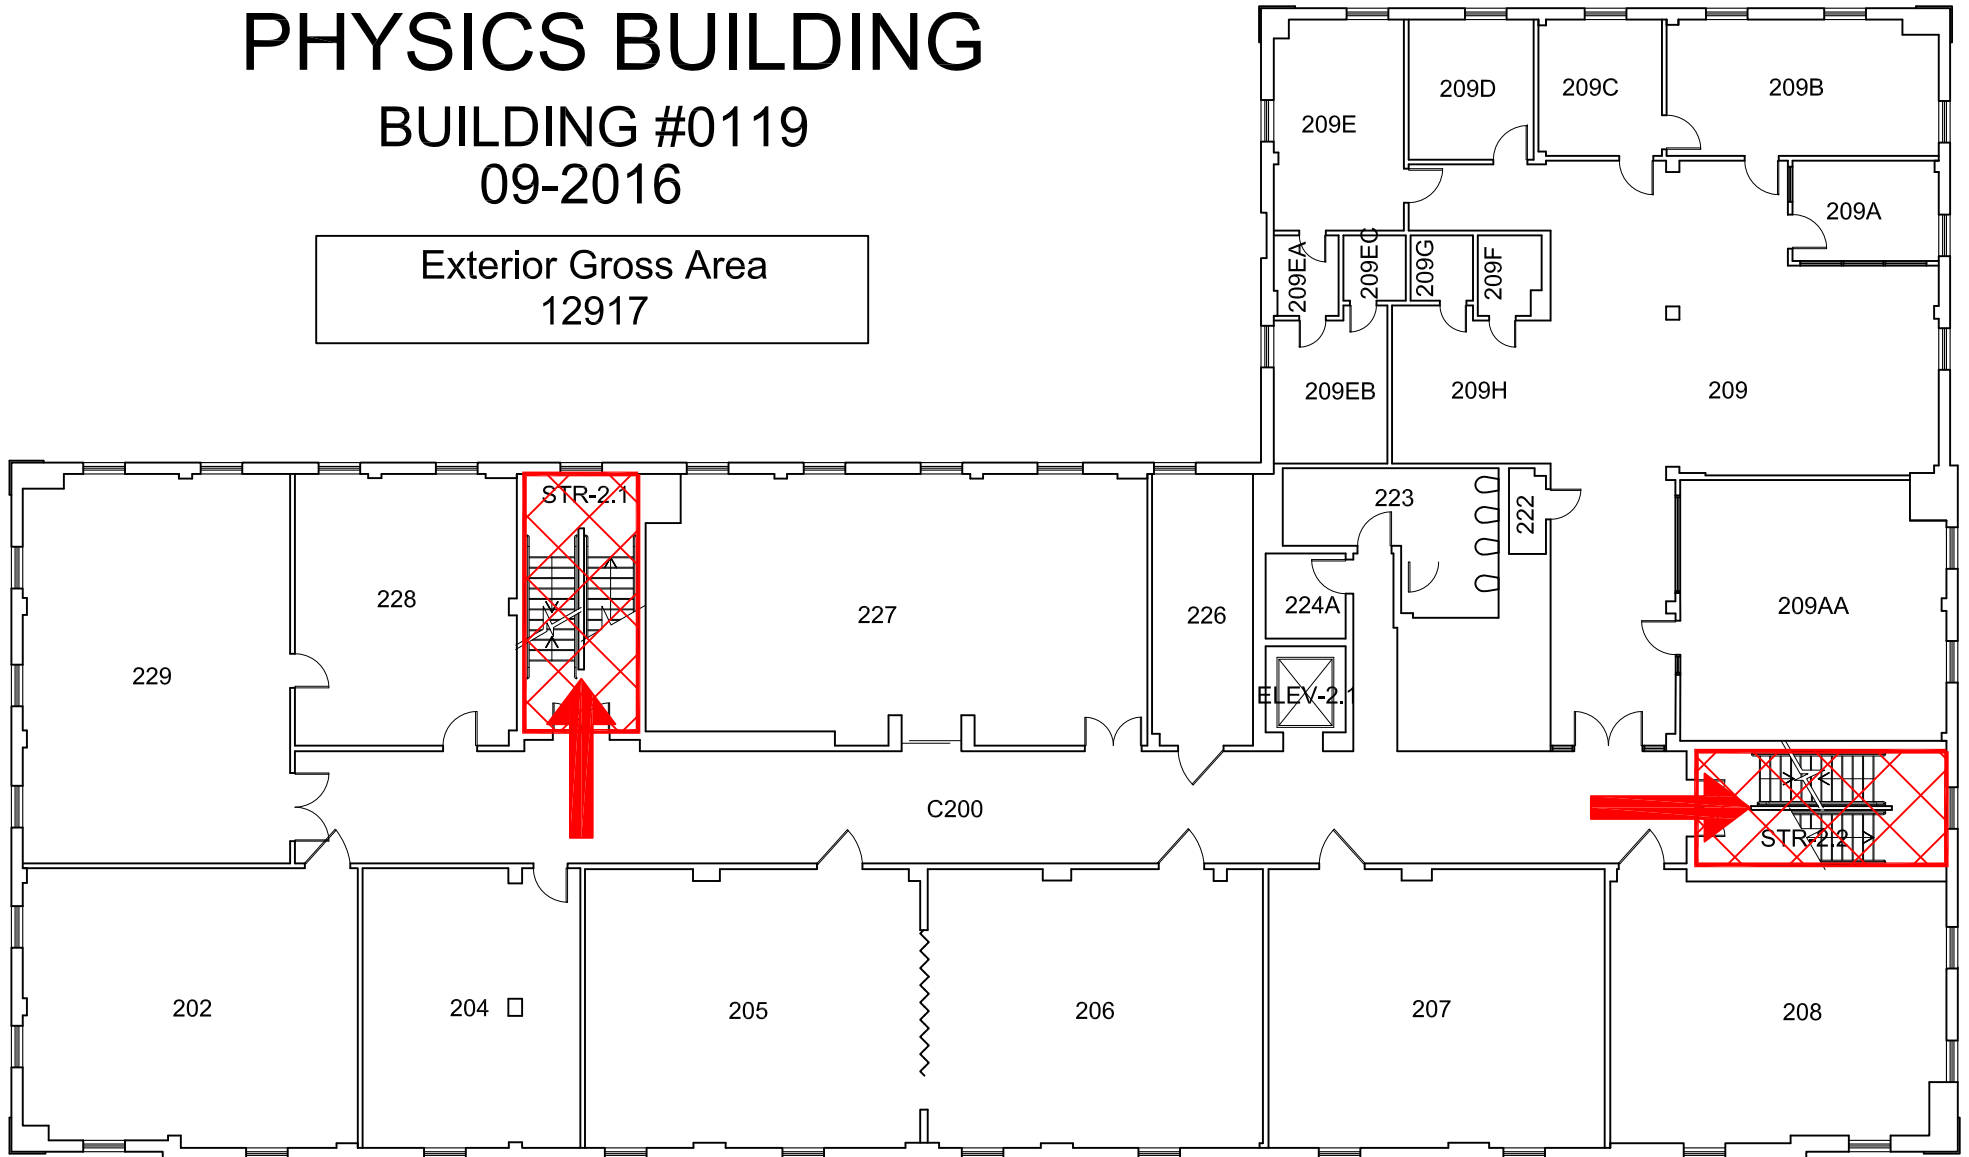 PHYSICS BUILDING
BUILDING #0119
09-2016
Exterior Gross Area
12917
209E
209D
209C
209B
209A
209EA
209EC
209G
209F
209EB
209H
209
STR-2.1
223
222
228
227
226
224A
209AA
229
ELEV-2.1
C200
STR-2.2
202
204
205
206
207
208